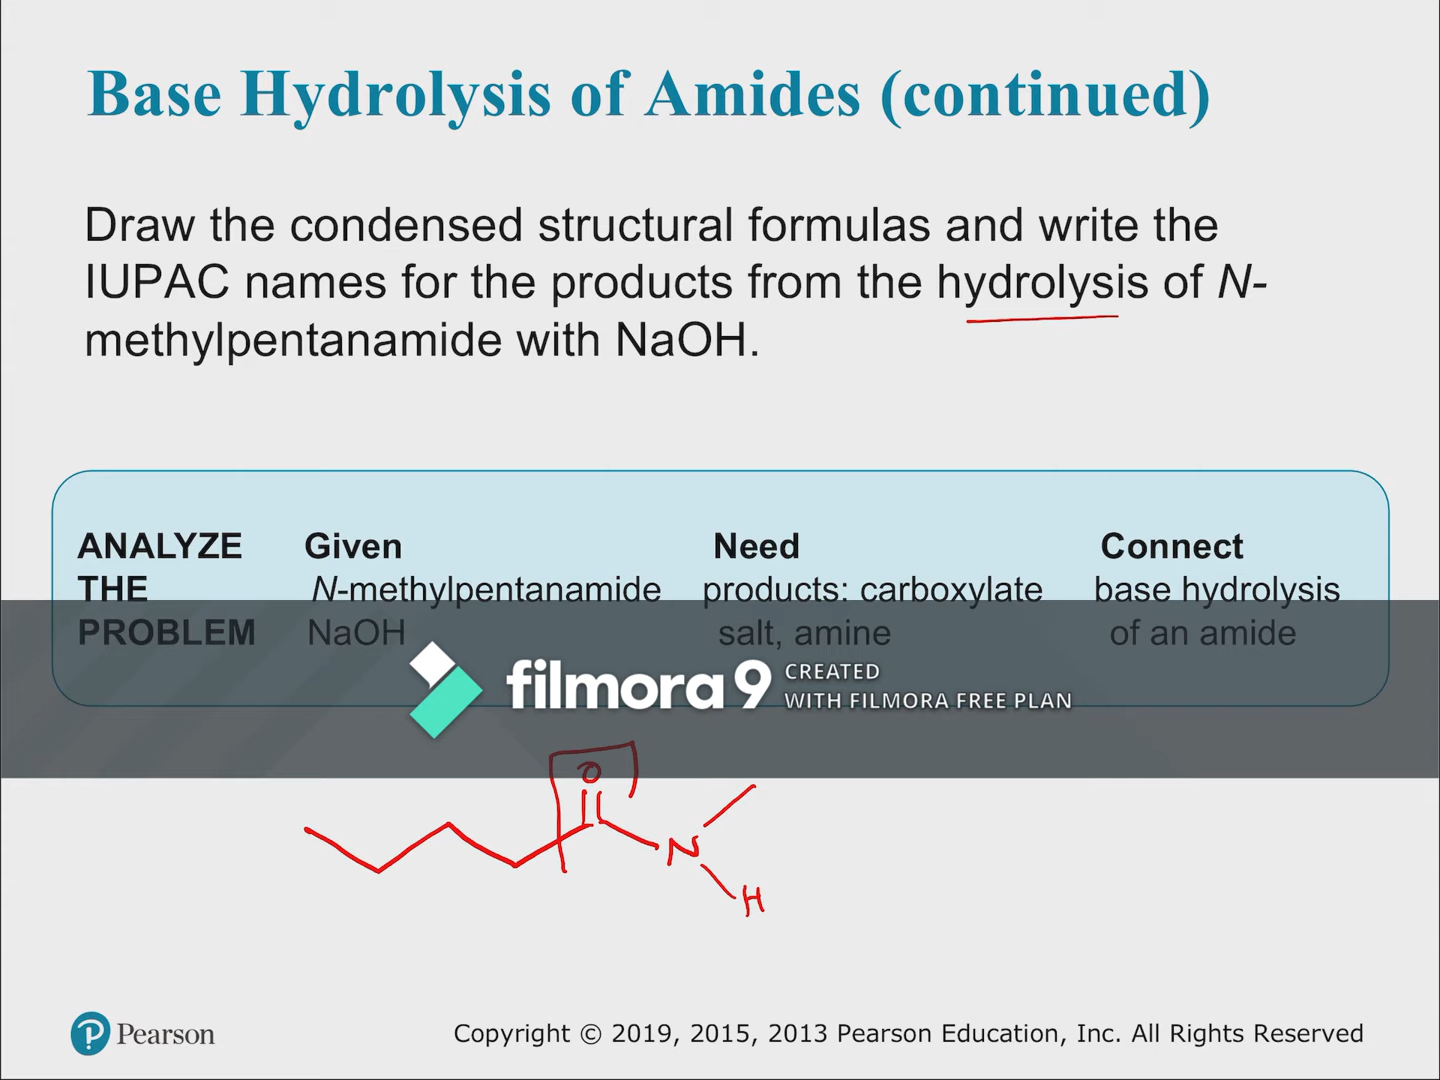 Base Hydrolysis of Amides (continued)
Draw the condensed structural formulas and write the
IUPAC names for the products from the hydrolysis of N-
methylpentanamide with NaOH.
ANALYZE Given Need Connect
THE N-methylpentanamide products: carboxylate base hydrolysis
PROBLEM NaOH salt, amine of an amide
filmora9 CREATED
WITH FILMORA FREE PLAN
O
N
H
Pearson
Copyright © 2019, 2015, 2013 Pearson Education, Inc. All Rights Reserved